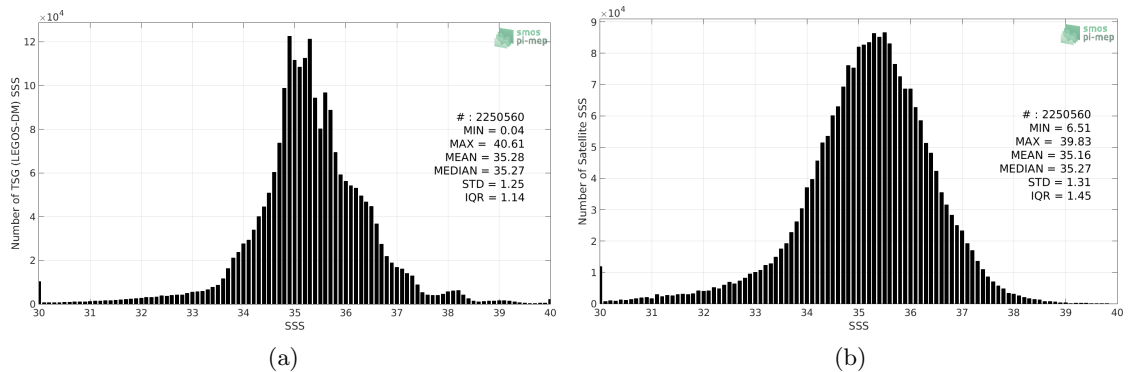 ×10⁴
smos
pi-mep
12
10
8
6
4
2
0
Number of TSG (LEGOS-DM) SSS
# : 2250560
MIN = 0.04
MAX = 40.61
MEAN = 35.28
MEDIAN = 35.27
STD = 1.25
IQR = 1.14
30 31 32 33 34 35 36 37 38 39 40
SSS
(a)
×10⁴
smos
pi-mep
9
8
7
6
5
4
3
2
1
0
Number of Satellite SSS
# : 2250560
MIN = 6.51
MAX = 39.83
MEAN = 35.16
MEDIAN = 35.27
STD = 1.31
IQR = 1.45
30 31 32 33 34 35 36 37 38 39 40
SSS
(b)